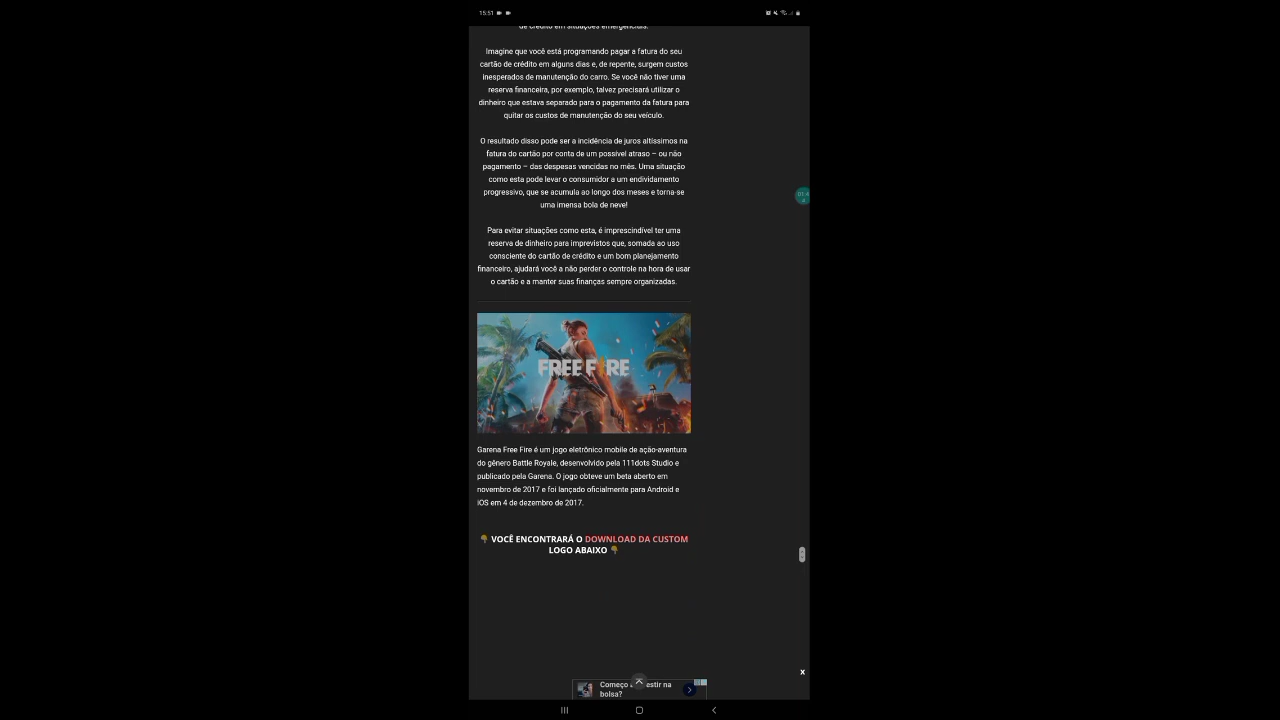 15:51
de crédito em situações emergenciais.
Imagine que você está programando pagar a fatura do seu
cartão de crédito em alguns dias e, de repente, surgem custos
inesperados de manutenção do carro. Se você não tiver uma
reserva financeira, por exemplo, talvez precisará utilizar o
dinheiro que estava separado para o pagamento da fatura para
quitar os custos de manutenção do seu veículo.
O resultado disso pode ser a incidência de juros altíssimos na
fatura do cartão por conta de um possível atraso – ou não
pagamento – das despesas vencidas no mês. Uma situação
como esta pode levar o consumidor a um endividamento
progressivo, que se acumula ao longo dos meses e torna-se
uma imensa bola de neve!
Para evitar situações como esta, é imprescindível ter uma
reserva de dinheiro para imprevistos que, somada ao uso
consciente do cartão de crédito e um bom planejamento
financeiro, ajudará você a não perder o controle na hora de usar
o cartão e a manter suas finanças sempre organizadas.
FREE FIRE
Garena Free Fire é um jogo eletrônico mobile de ação-aventura
do gênero Battle Royale, desenvolvido pela 111dots Studio e
publicado pela Garena. O jogo obteve um beta aberto em
novembro de 2017 e foi lançado oficialmente para Android e
iOS em 4 de dezembro de 2017.
👇 VOCÊ ENCONTRARÁ O DOWNLOAD DA CUSTOM
LOGO ABAIXO 👇
x
Começo estir na
bolsa?